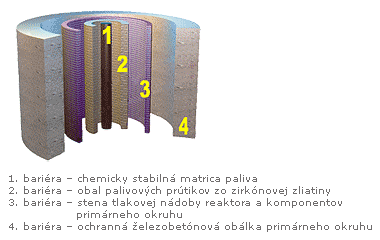 1
2
3
4
1. bariéra – chemicky stabilná matrica paliva
2. bariéra – obal palivových prútikov zo zirkónovej zliatiny
3. bariéra – stena tlakovej nádoby reaktora a komponentov
primárneho okruhu
4. bariéra – ochranná železobetónová obálka primárneho okruhu